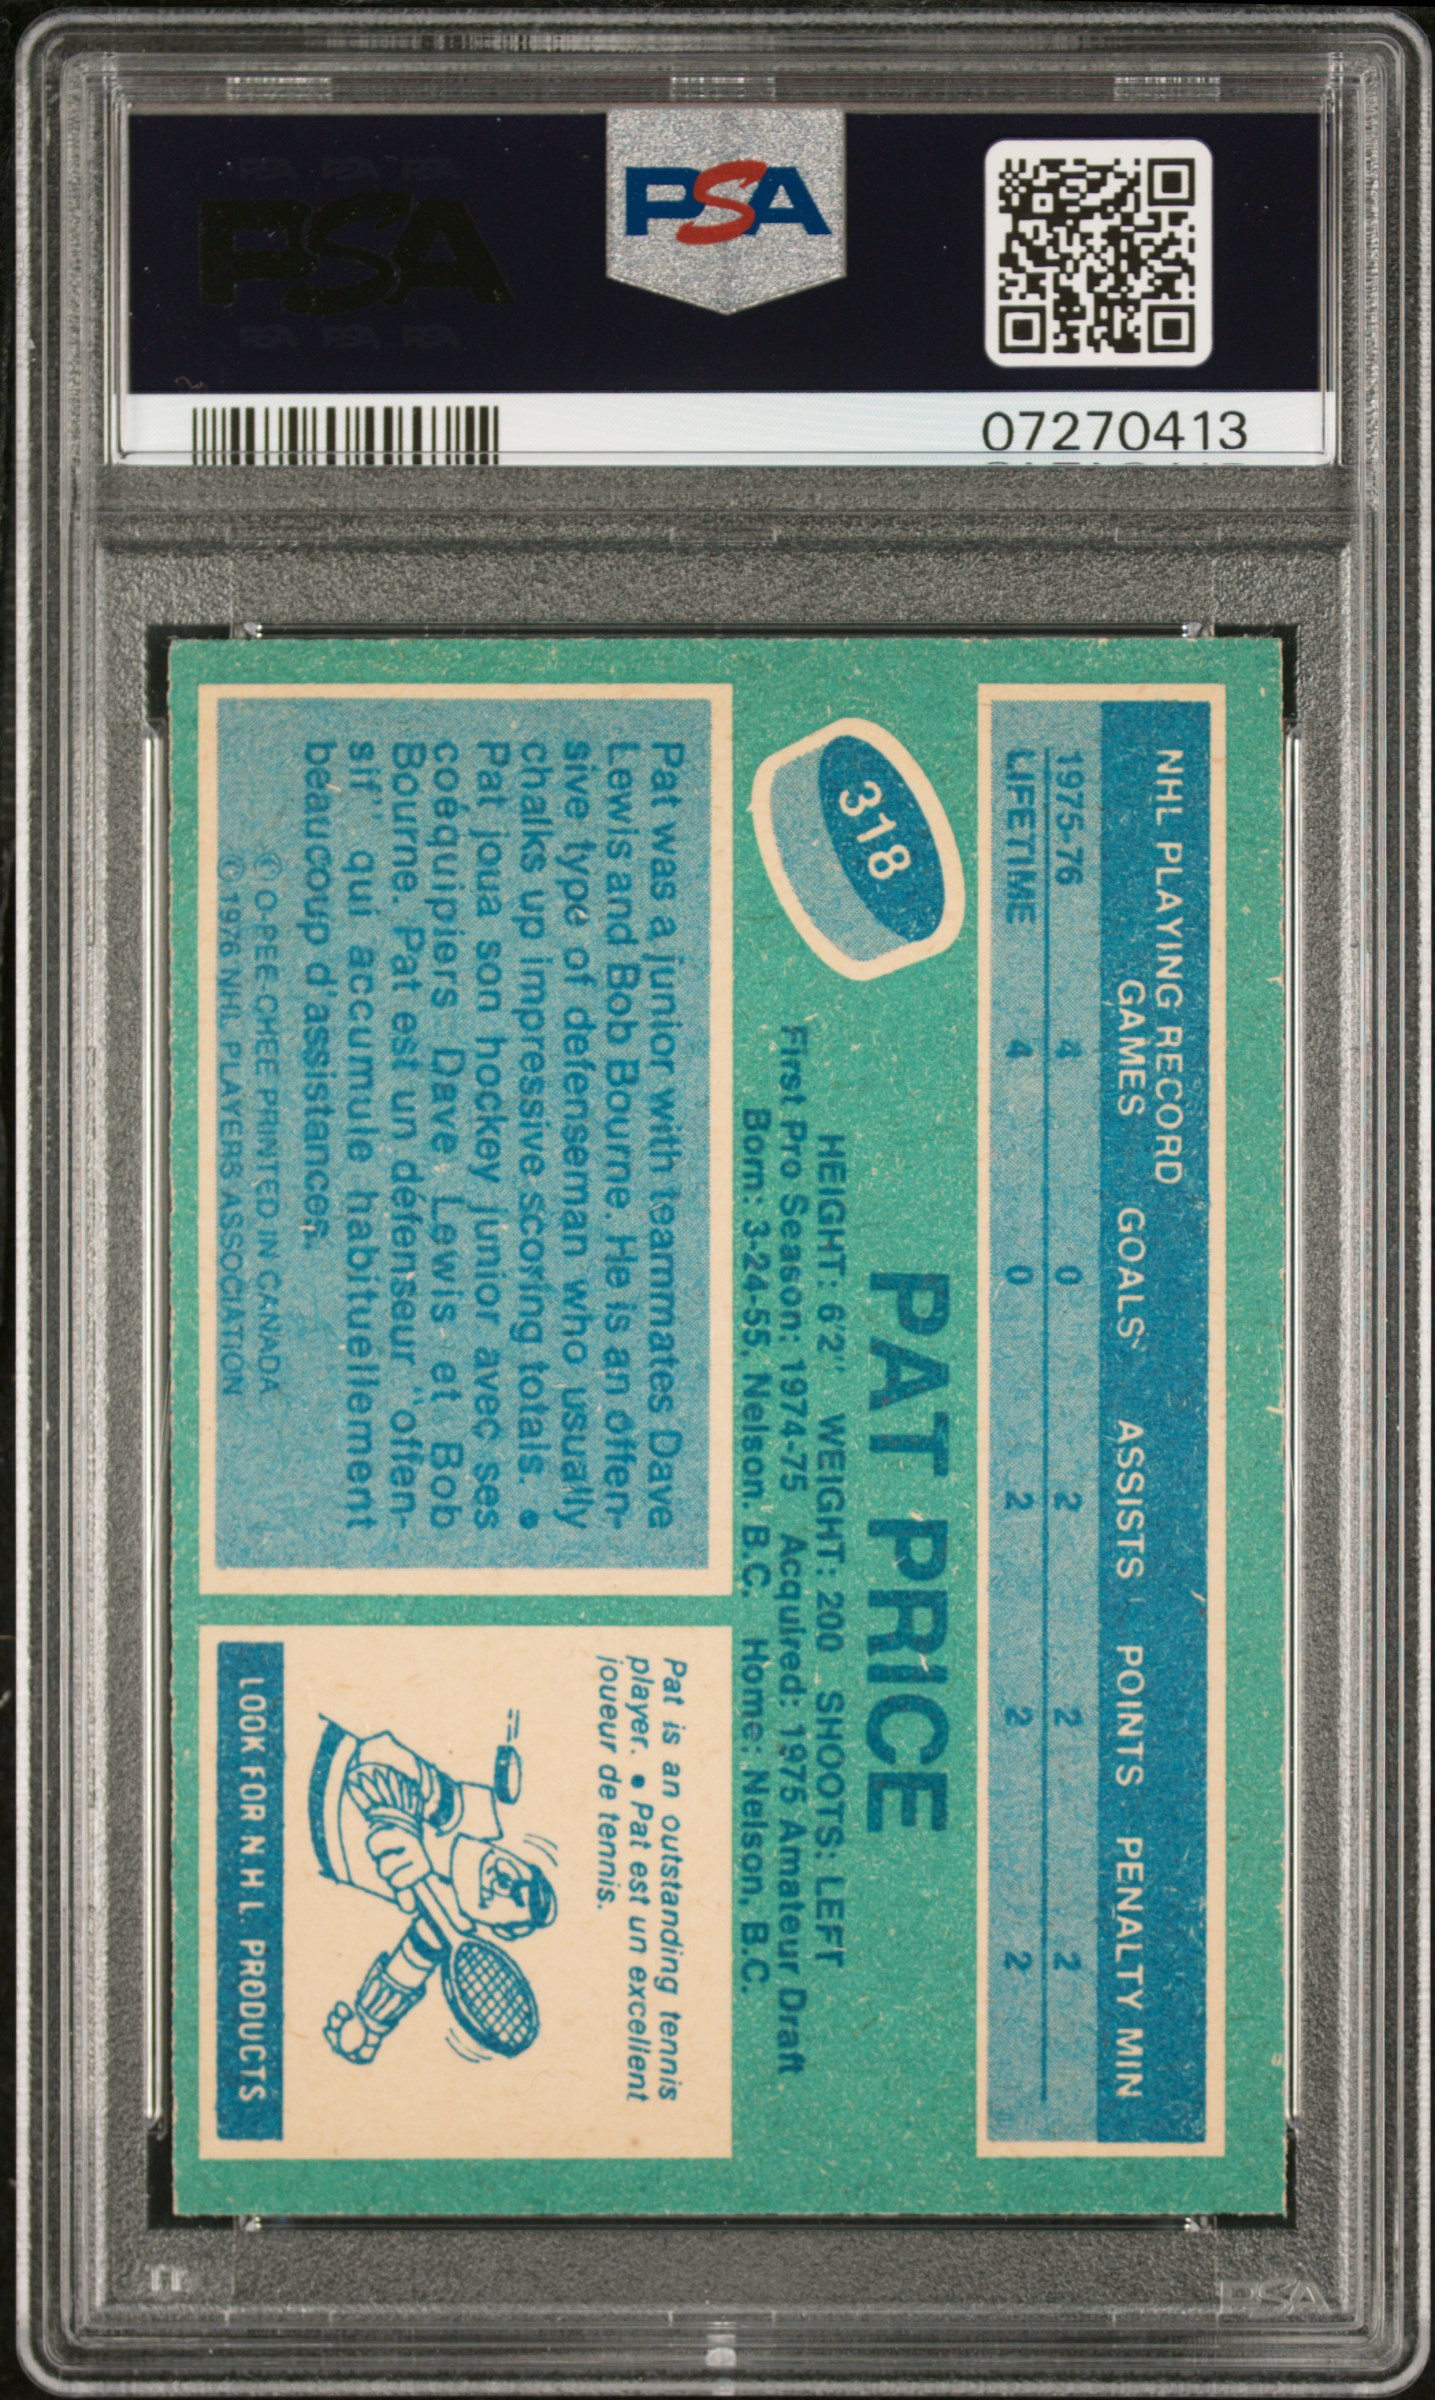 PSA PSA PSA
PSA
PSA PSA PSA
PSA
07270413
NHL PLAYING RECORD
GAMES GOALS ASSISTS POINTS PENALTY MIN
1975-76 4 0 2 2 2
LIFETIME 4 0 2 2 2
318
PAT PRICE
HEIGHT: 6'2" WEIGHT: 200 SHOOTS: LEFT
First Pro Season: 1974-75 Acquired: 1975 Amateur Draft
Born: 3-24-55, Nelson, B.C. Home: Nelson, B.C.
Pat was a junior with teammates Dave
Lewis and Bob Bourne. He is an offen-
sive type of defenseman who usually
chalks up impressive scoring totals. •
Pat joua son hockey junior avec ses
coéquipiers Dave Lewis et Bob
Bourne. Pat est un défenseur "offen-
sif" qui accumule habituellement
beaucoup d'assistances.
© O-PEE-CHEE PRINTED IN CANADA
© 1976 NHL PLAYERS ASSOCIATION
Pat is an outstanding tennis
player. • Pat est un excellent
joueur de tennis.
LOOK FOR N.H.L. PRODUCTS
PSA